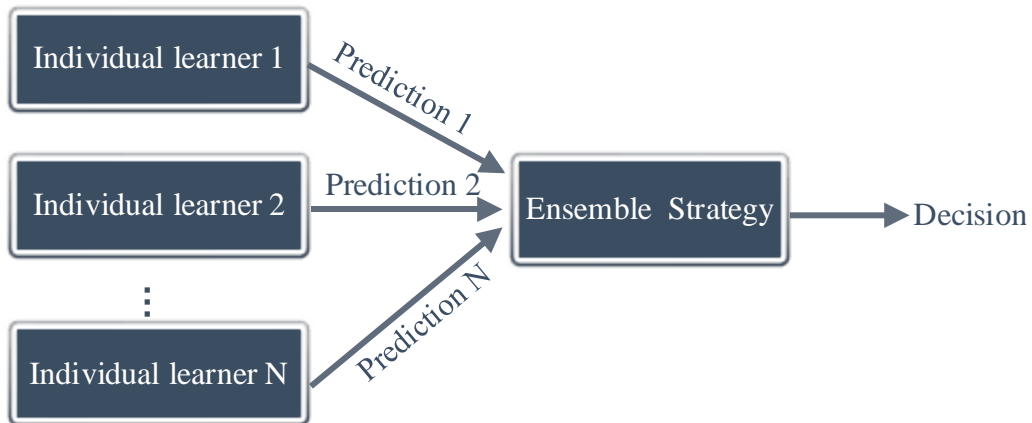 Individual learner 1
Prediction 1
Individual learner 2
Prediction 2
Ensemble Strategy
Decision
Individual learner N
Prediction N